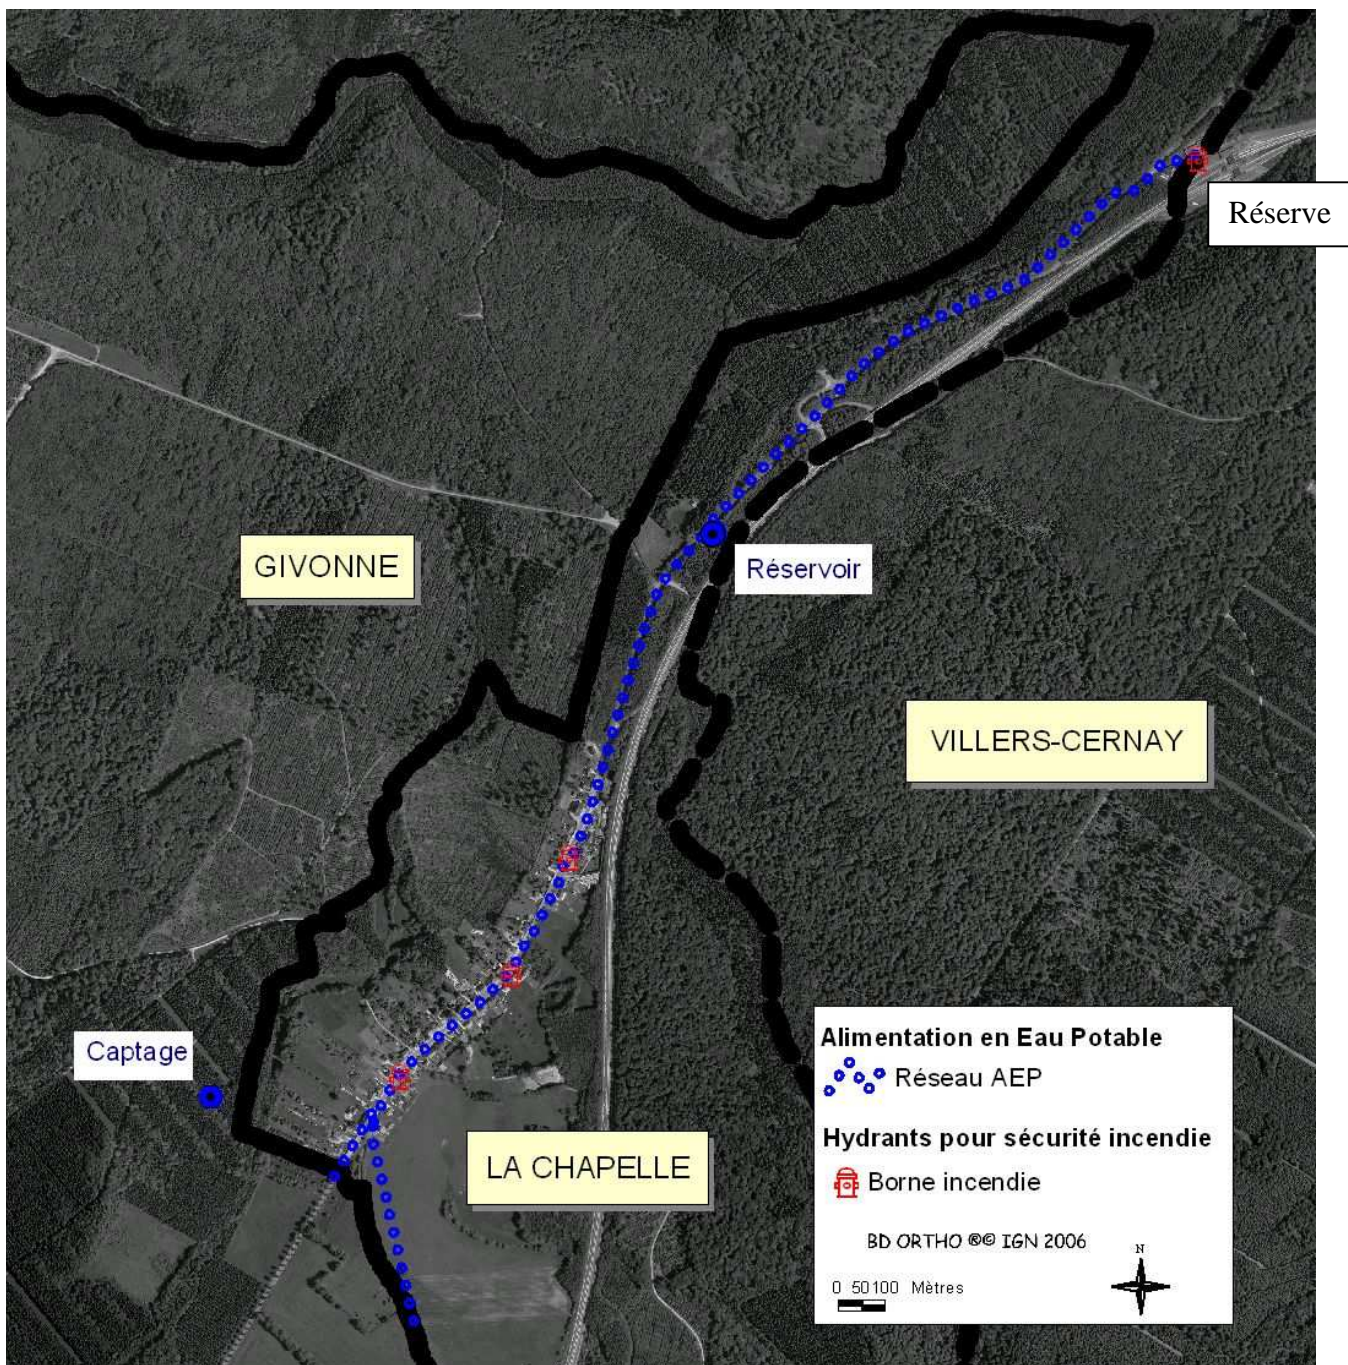 Réserve
GIVONNE
Réservoir
VILLERS-CERNAY
Captage
LA CHAPELLE
Alimentation en Eau Potable
Réseau AEP
Hydrants pour sécurité incendie
Borne incendie
BD ORTHO ®© IGN 2006
N
0 50100 Mètres